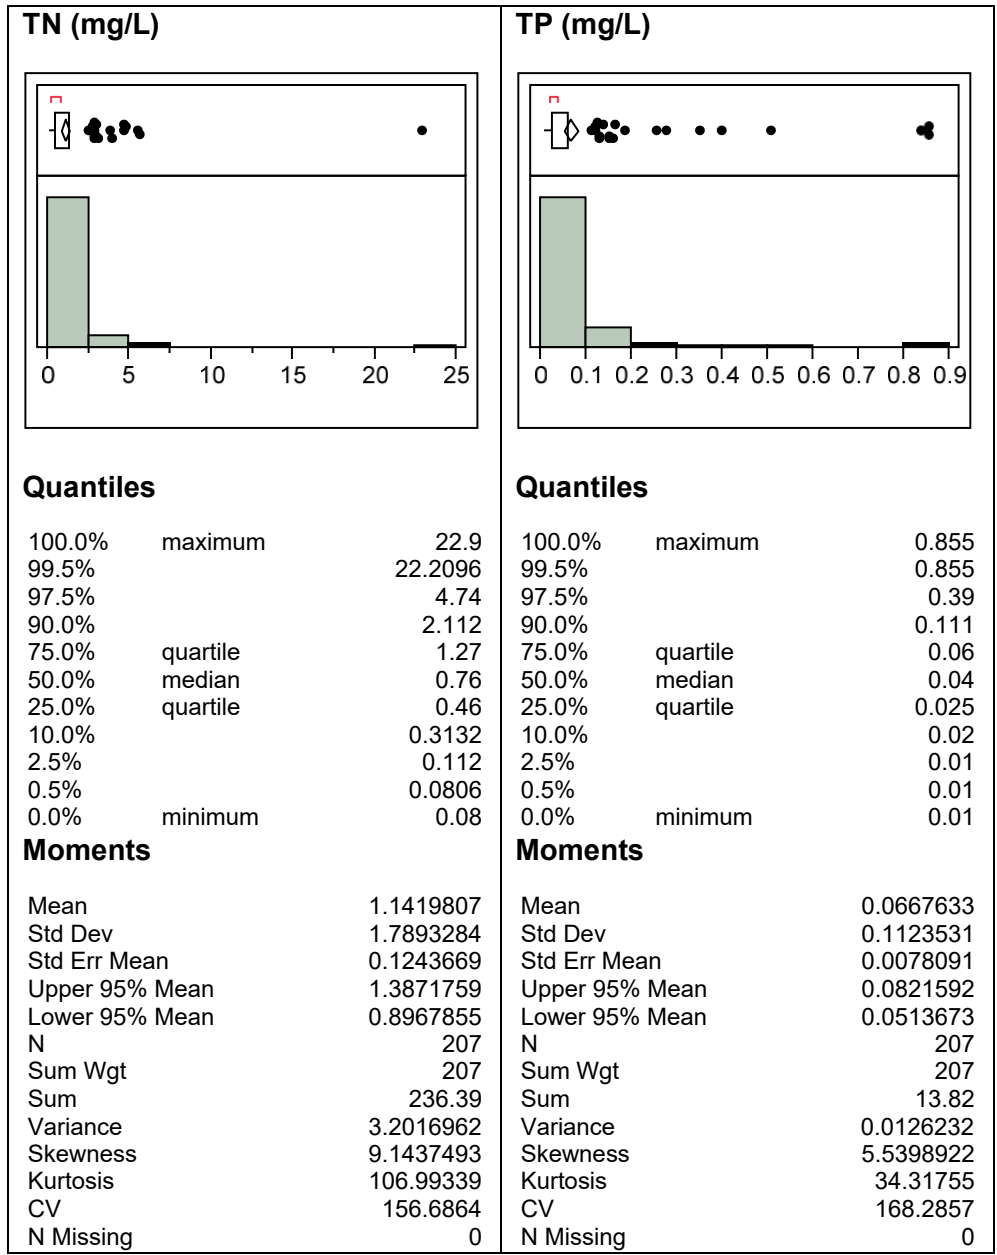 TN (mg/L)
0 5 10 15 20 25
Quantiles
100.0% maximum 22.9
99.5% 22.2096
97.5% 4.74
90.0% 2.112
75.0% quartile 1.27
50.0% median 0.76
25.0% quartile 0.46
10.0% 0.3132
2.5% 0.112
0.5% 0.0806
0.0% minimum 0.08
Moments
Mean 1.1419807
Std Dev 1.7893284
Std Err Mean 0.1243669
Upper 95% Mean 1.3871759
Lower 95% Mean 0.8967855
N 207
Sum Wgt 207
Sum 236.39
Variance 3.2016962
Skewness 9.1437493
Kurtosis 106.99339
CV 156.6864
N Missing 0
TP (mg/L)
0 0.1 0.2 0.3 0.4 0.5 0.6 0.7 0.8 0.9
Quantiles
100.0% maximum 0.855
99.5% 0.855
97.5% 0.39
90.0% 0.111
75.0% quartile 0.06
50.0% median 0.04
25.0% quartile 0.025
10.0% 0.02
2.5% 0.01
0.5% 0.01
0.0% minimum 0.01
Moments
Mean 0.0667633
Std Dev 0.1123531
Std Err Mean 0.0078091
Upper 95% Mean 0.0821592
Lower 95% Mean 0.0513673
N 207
Sum Wgt 207
Sum 13.82
Variance 0.0126232
Skewness 5.5398922
Kurtosis 34.31755
CV 168.2857
N Missing 0